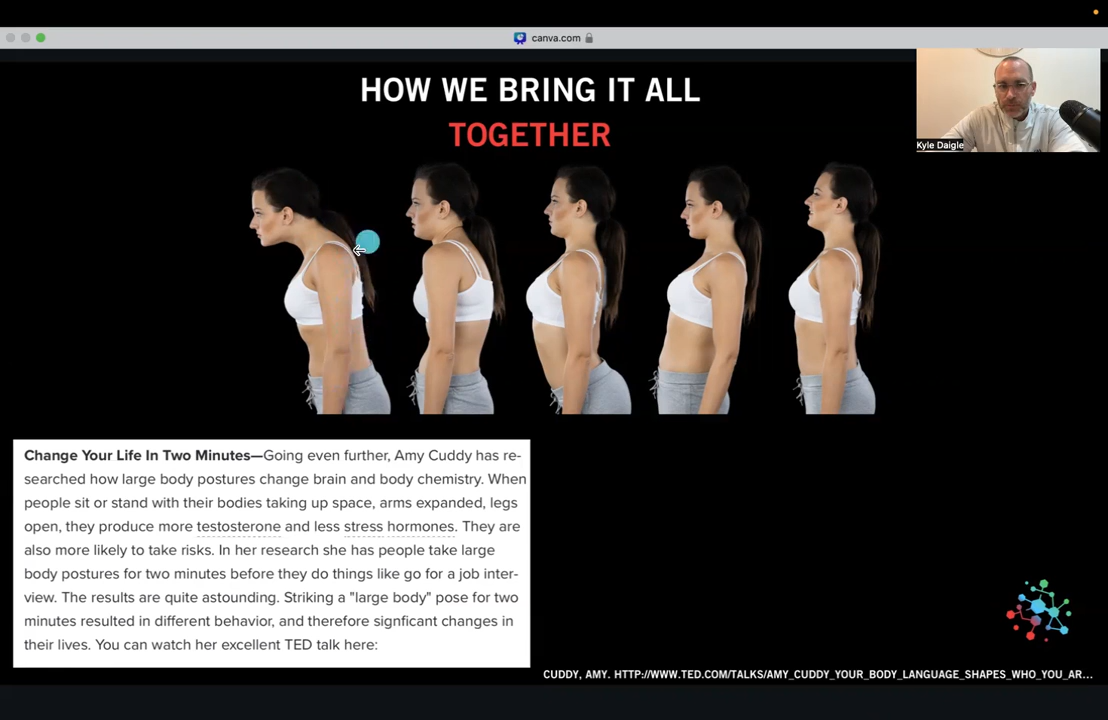 canva.com
HOW WE BRING IT ALL
TOGETHER
Kyle Daigle
Change Your Life In Two Minutes—Going even further, Amy Cuddy has re-
searched how large body postures change brain and body chemistry. When
people sit or stand with their bodies taking up space, arms expanded, legs
open, they produce more testosterone and less stress hormones. They are
also more likely to take risks. In her research she has people take large
body postures for two minutes before they do things like go for a job inter-
view. The results are quite astounding. Striking a "large body" pose for two
minutes resulted in different behavior, and therefore signficant changes in
their lives. You can watch her excellent TED talk here:
CUDDY, AMY. HTTP://WWW.TED.COM/TALKS/AMY_CUDDY_YOUR_BODY_LANGUAGE_SHAPES_WHO_YOU_AR...